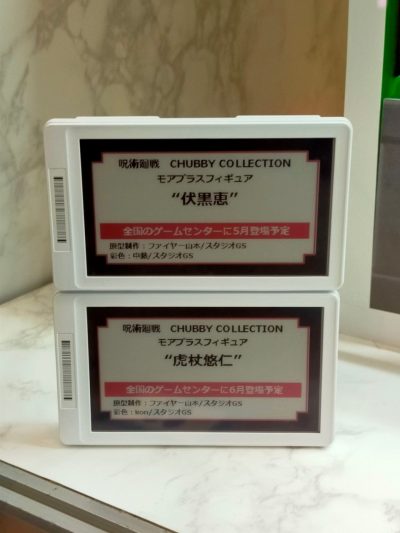 呪術廻戦 CHUBBY COLLECTION
モアプラスフィギュア
“伏黒恵”
全国のゲームセンターに5月登場予定
原型制作：ファイヤー山本/スタジオGS
彩色：中島/スタジオGS
呪術廻戦 CHUBBY COLLECTION
モアプラスフィギュア
“虎杖悠仁”
全国のゲームセンターに6月登場予定
原型制作：ファイヤー山本/スタジオGS
彩色：kon/スタジオGS